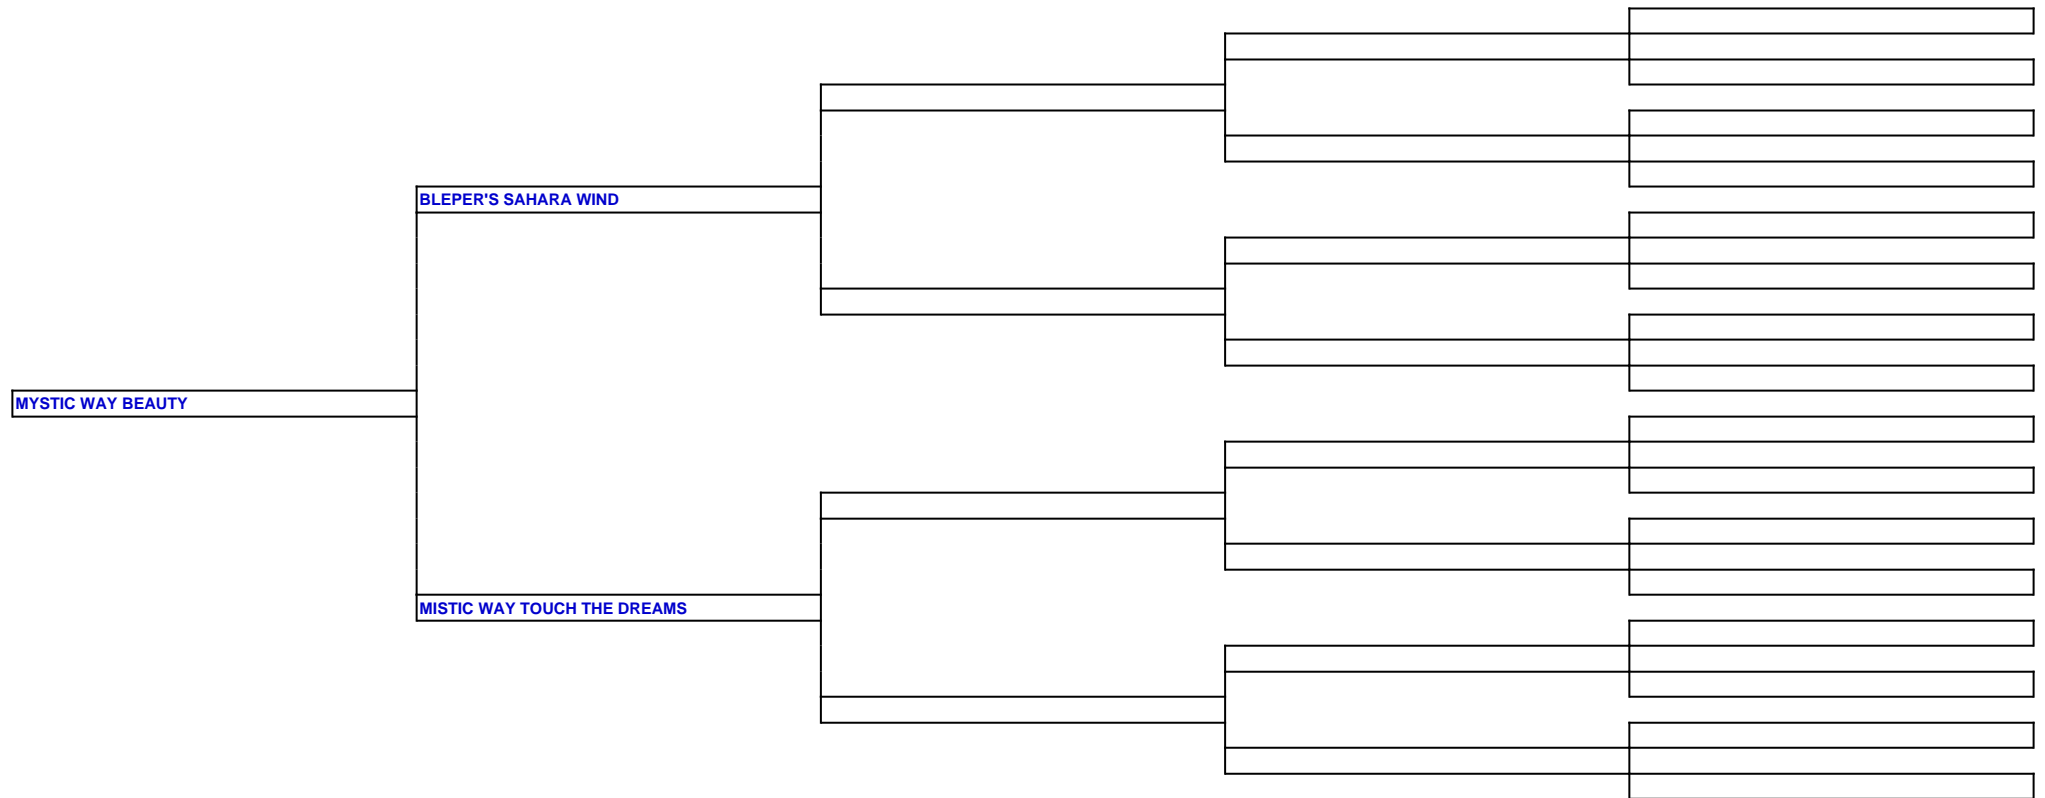 BLEPER'S SAHARA WIND
MYSTIC WAY BEAUTY
MISTIC WAY TOUCH THE DREAMS